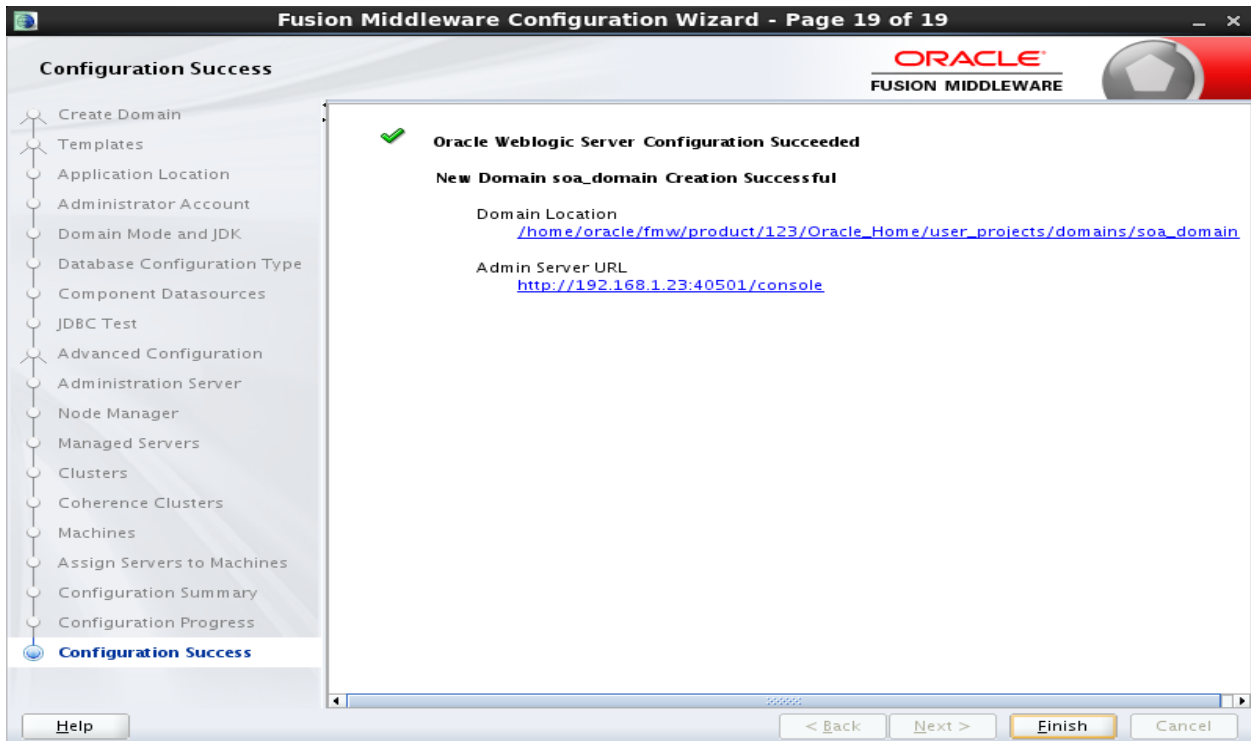 Fusion Middleware Configuration Wizard - Page 19 of 19
Configuration Success
ORACLE
FUSION MIDDLEWARE
Create Domain
Templates
Application Location
Administrator Account
Domain Mode and JDK
Database Configuration Type
Component Datasources
JDBC Test
Advanced Configuration
Administration Server
Node Manager
Managed Servers
Clusters
Coherence Clusters
Machines
Assign Servers to Machines
Configuration Summary
Configuration Progress
Configuration Success
Oracle Weblogic Server Configuration Succeeded
New Domain soa_domain Creation Successful
Domain Location
/home/oracle/fmw/product/123/Oracle_Home/user_projects/domains/soa_domain
Admin Server URL
http://192.168.1.23:40501/console
Help
< Back
Next >
Finish
Cancel